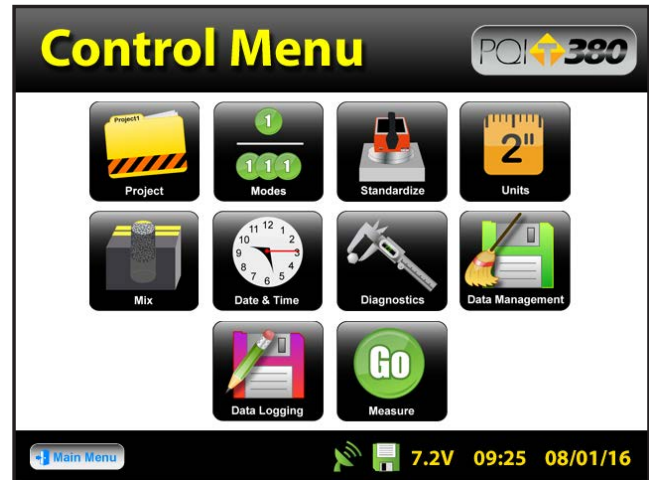 Control Menu
PQI T 380
Project1
1
1 1 1
2"
Project
Modes
Standardize
Units
11 12 1
10 2
9 3
8 4
7 6 5
Mix
Date & Time
Diagnostics
Data Management
Go
Data Logging
Measure
Main Menu
7.2V 09:25 08/01/16